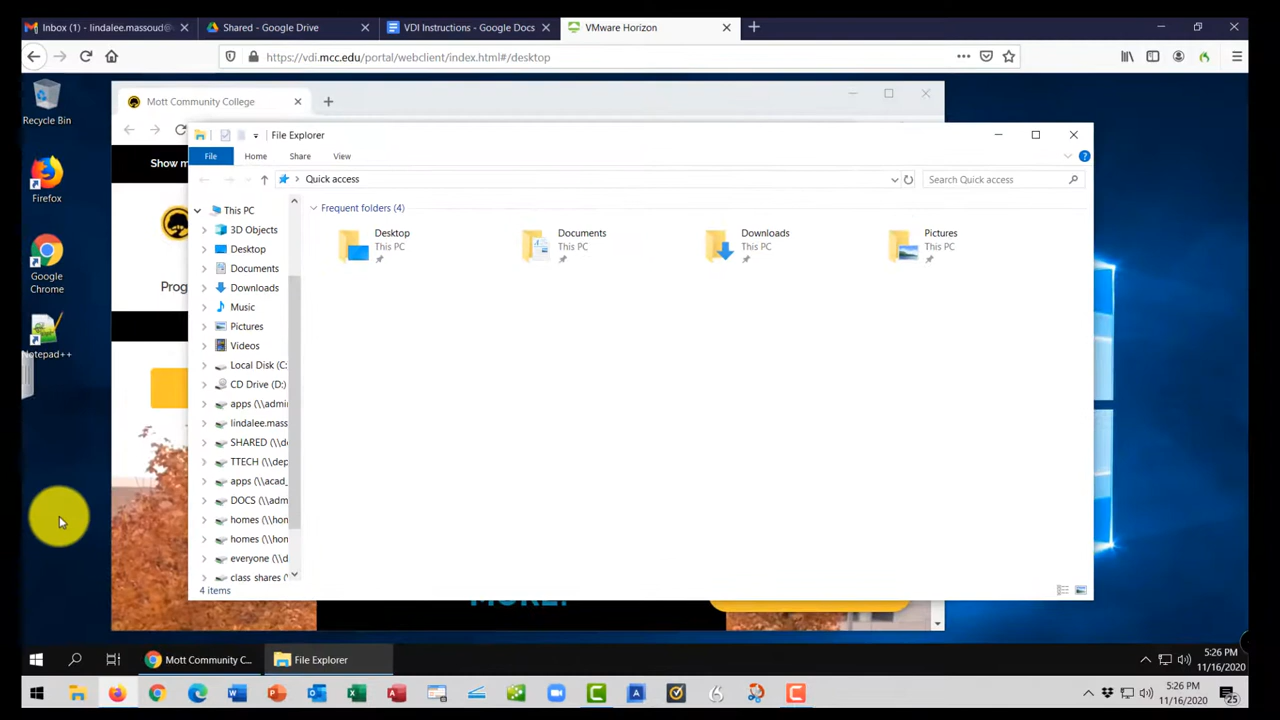 Inbox (1) - lindalee.massoud@
Shared - Google Drive
VDI Instructions - Google Docs
VMware Horizon
https://vdi.mcc.edu/portal/webclient/index.html#/desktop
Recycle Bin
Firefox
Google
Chrome
Notepad++
Mott Community College
Show m
Prog
MORE!
File Explorer
File
Home
Share
View
Quick access
Search Quick access
This PC
3D Objects
Desktop
Documents
Downloads
Music
Pictures
Videos
Local Disk (C:
CD Drive (D:)
apps (\\admi
lindalee.mass
SHARED (\\de
TTECH (\\dep
apps (\\acad_
DOCS (\\adm
homes (\\hon
homes (\\hon
everyone (\\d
class shares ('
Frequent folders (4)
Desktop
This PC
Documents
This PC
Downloads
This PC
Pictures
This PC
4 items
Mott Community C...
File Explorer
5:26 PM
11/16/2020
5:26 PM
11/16/2020
25